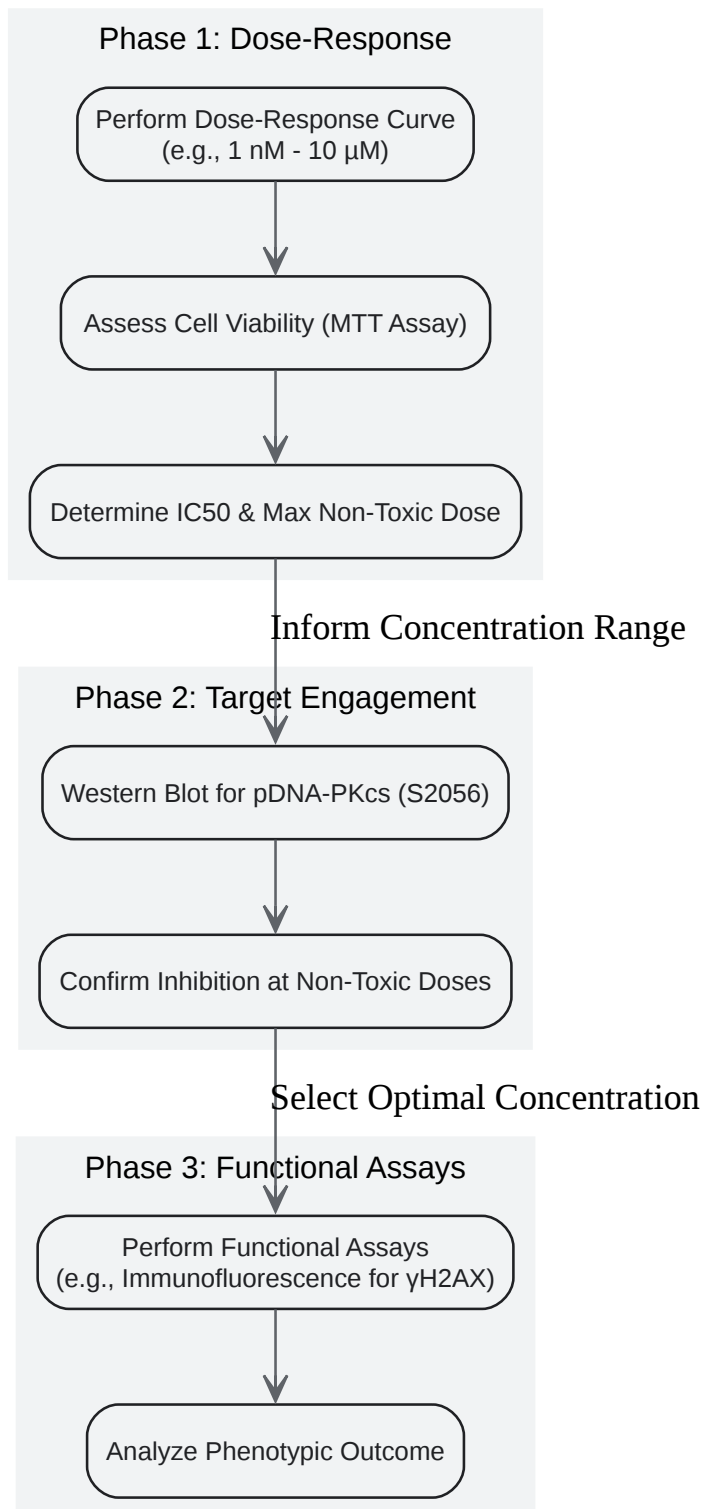 Phase 1: Dose-Response
Perform Dose-Response Curve
(e.g., 1 nM - 10 µM)
Assess Cell Viability (MTT Assay)
Determine IC50 & Max Non-Toxic Dose
Inform Concentration Range
Phase 2: Target Engagement
Western Blot for pDNA-PKcs (S2056)
Confirm Inhibition at Non-Toxic Doses
Select Optimal Concentration
Phase 3: Functional Assays
Perform Functional Assays
(e.g., Immunofluorescence for γH2AX)
Analyze Phenotypic Outcome